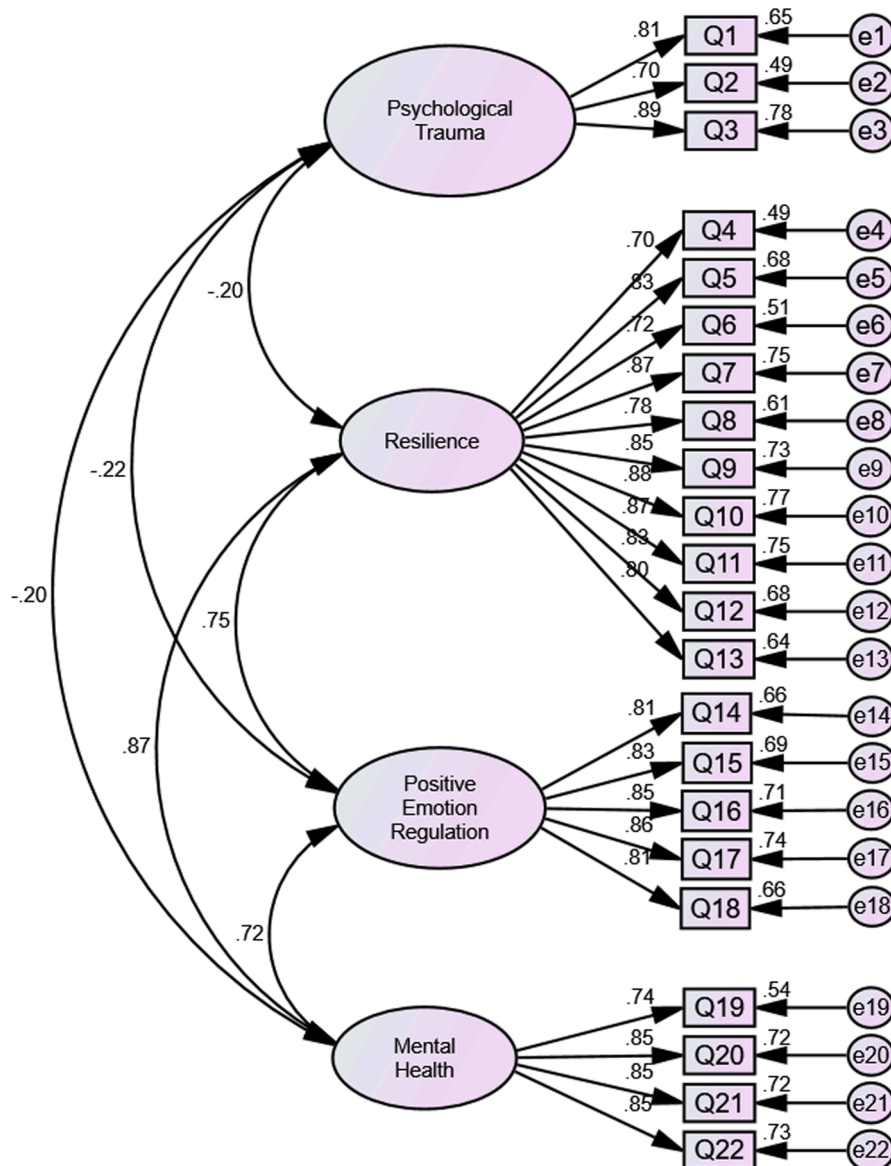 .81
Q1
.65
e1
Psychological
Trauma
.70
Q2
.49
e2
.89
Q3
.78
e3
.70
Q4
.49
e4
.83
Q5
.68
e5
-.20
.72
Q6
.51
e6
.87
Q7
.75
e7
.78
Q8
.61
e8
Resilience
.85
Q9
.73
e9
-.22
.88
Q10
.77
e10
.87
Q11
.75
e11
.83
Q12
.68
e12
-.20
.80
Q13
.64
e13
.75
.81
Q14
.66
e14
.87
.83
Q15
.69
e15
Positive
Emotion
Regulation
.85
Q16
.71
e16
.86
Q17
.74
e17
.81
Q18
.66
e18
.72
.74
Q19
.54
e19
Mental
Health
.85
Q20
.72
e20
.85
Q21
.72
e21
.85
Q22
.73
e22